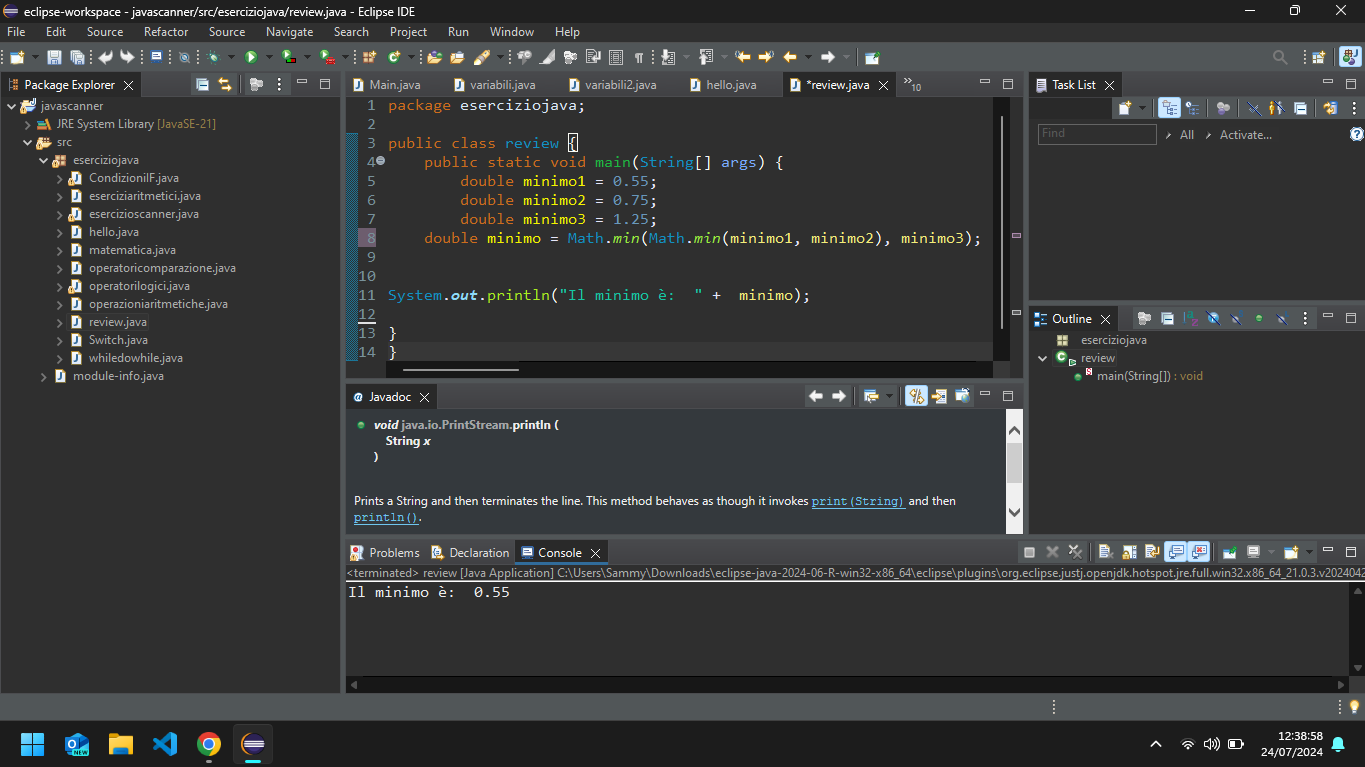 eclipse-workspace - javascanner/src/eserciziojava/review.java - Eclipse IDE
File Edit Source Refactor Source Navigate Search Project Run Window Help
Package Explorer
javascanner
JRE System Library [JavaSE-21]
src
eserciziojava
CondizioniIF.java
eserciziaritmetici.java
esercizioscanner.java
hello.java
matematica.java
operatoricomparazione.java
operatorilogici.java
operazioniaritmetiche.java
review.java
Switch.java
whiledowhile.java
module-info.java
Main.java variabili.java variabili2.java hello.java *review.java »10
1 package eserciziojava;
2
3 public class review {
4 public static void main(String[] args) {
5 double minimo1 = 0.55;
6 double minimo2 = 0.75;
7 double minimo3 = 1.25;
8 double minimo = Math.min(Math.min(minimo1, minimo2), minimo3);
9
10
11 System.out.println("Il minimo è:  " +  minimo);
12
13 }
14 }
Javadoc
void java.io.PrintStream.println (
String x
)
Prints a String and then terminates the line. This method behaves as though it invokes print(String) and then
println().
Problems Declaration Console
<terminated> review [Java Application] C:\Users\Sammy\Downloads\eclipse-java-2024-06-R-win32-x86_64\eclipse\plugins\org.eclipse.justj.openjdk.hotspot.jre.full.win32.x86_64_21.0.3.v2024042
Il minimo è:  0.55
Task List
Find All Activate...
Outline
eserciziojava
review
main(String[]) : void
NEW
12:38:58
24/07/2024